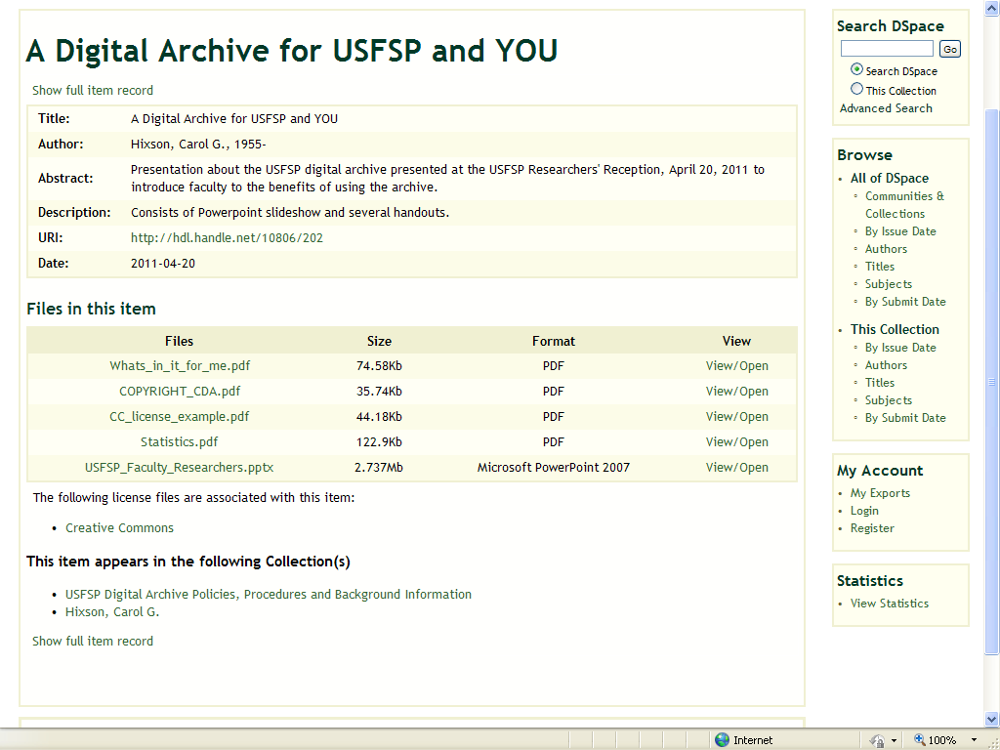 A Digital Archive for USFSP and YOU
Show full item record
Title: A Digital Archive for USFSP and YOU
Author: Hixson, Carol G., 1955-
Abstract: Presentation about the USFSP digital archive presented at the USFSP Researchers' Reception, April 20, 2011 to
introduce faculty to the benefits of using the archive.
Description: Consists of Powerpoint slideshow and several handouts.
URI: http://hdl.handle.net/10806/202
Date: 2011-04-20
Files in this item
Files Size Format View
Whats_in_it_for_me.pdf 74.58Kb PDF View/Open
COPYRIGHT_CDA.pdf 35.74Kb PDF View/Open
CC_license_example.pdf 44.18Kb PDF View/Open
Statistics.pdf 122.9Kb PDF View/Open
USFSP_Faculty_Researchers.pptx 2.737Mb Microsoft PowerPoint 2007 View/Open
The following license files are associated with this item:
• Creative Commons
This item appears in the following Collection(s)
• USFSP Digital Archive Policies, Procedures and Background Information
• Hixson, Carol G.
Show full item record
Search DSpace
Go
Search DSpace
This Collection
Advanced Search
Browse
• All of DSpace
Communities &
Collections
By Issue Date
Authors
Titles
Subjects
By Submit Date
• This Collection
By Issue Date
Authors
Titles
Subjects
By Submit Date
My Account
• My Exports
• Login
• Register
Statistics
• View Statistics
Internet
100%